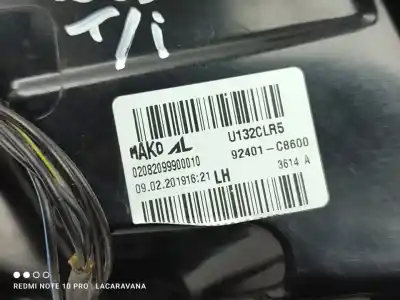 T/i
U132CLR5
MAKO AL
92401-C8600
02082099900010
3614 A
09.02.201916:21 LH
REDMI NOTE 10 PRO | LACARAVANA